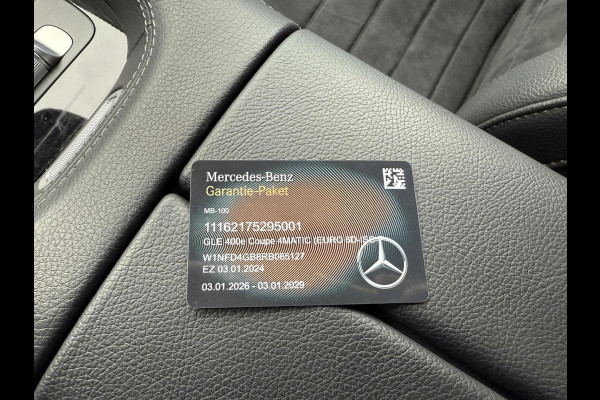 Mercedes-Benz
Garantie-Paket
MB-100
11162175295001
GLE 400e Coupe 4MATIC (EURO 6D-ISC
W1NFD4GB8RB085127
EZ 03.01.2024
03.01.2026 - 03.01.2029